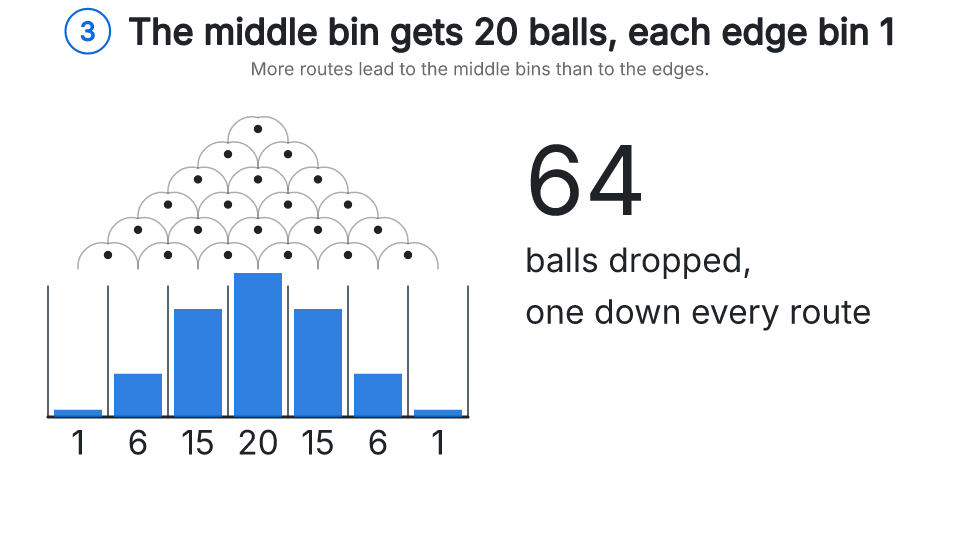 3 The middle bin gets 20 balls, each edge bin 1
More routes lead to the middle bins than to the edges.
64
balls dropped,
one down every route
1 6 15 20 15 6 1